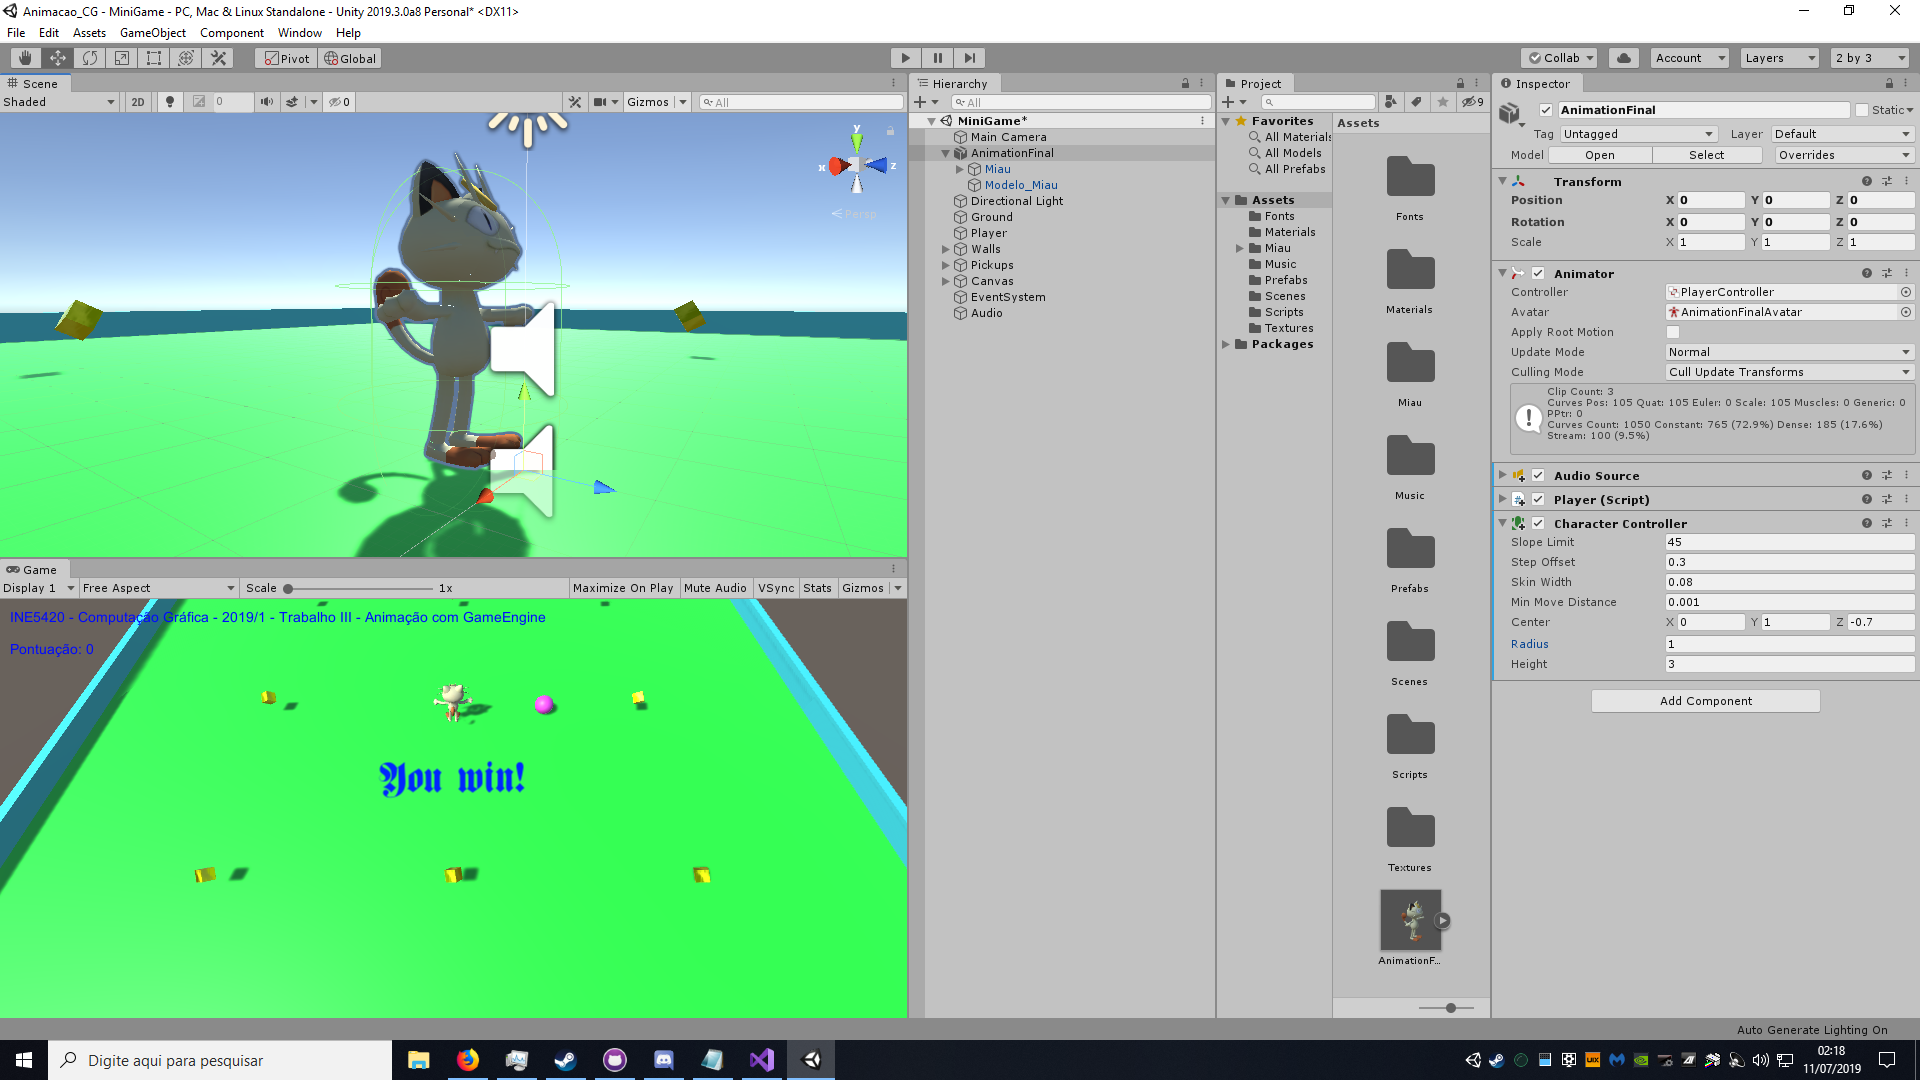 Animacao_CG - MiniGame - PC, Mac & Linux Standalone - Unity 2019.3.0a8 Personal* <DX11>
File Edit Assets GameObject Component Window Help
Pivot Global
Collab Account Layers 2 by 3
Scene
Shaded 2D 0 0 Gizmos All
y
x z
Persp
Game
Display 1 Free Aspect Scale 1x Maximize On Play Mute Audio VSync Stats Gizmos
INE5420 - Computação Gráfica - 2019/1 - Trabalho III - Animação com GameEngine
Pontuação: 0
You win!
Hierarchy
All
MiniGame*
Main Camera
AnimationFinal
Miau
Modelo_Miau
Directional Light
Ground
Player
Walls
Pickups
Canvas
EventSystem
Audio
Project
9
Favorites
All Materials
All Models
All Prefabs
Assets
Fonts
Materials
Miau
Music
Prefabs
Scenes
Scripts
Textures
Packages
Assets
Fonts
Materials
Miau
Music
Prefabs
Scenes
Scripts
Textures
AnimationF...
Inspector
AnimationFinal Static
Tag Untagged Layer Default
Model Open Select Overrides
Transform
Position X 0 Y 0 Z 0
Rotation X 0 Y 0 Z 0
Scale X 1 Y 1 Z 1
Animator
Controller PlayerController
Avatar AnimationFinalAvatar
Apply Root Motion
Update Mode Normal
Culling Mode Cull Update Transforms
Clip Count: 3
Curves Pos: 105 Quat: 105 Euler: 0 Scale: 105 Muscles: 0 Generic: 0
PPtr: 0
Curves Count: 1050 Constant: 765 (72.9%) Dense: 185 (17.6%)
Stream: 100 (9.5%)
Audio Source
Player (Script)
Character Controller
Slope Limit 45
Step Offset 0.3
Skin Width 0.08
Min Move Distance 0.001
Center X 0 Y 1 Z -0.7
Radius 1
Height 3
Add Component
Auto Generate Lighting On
Digite aqui para pesquisar
02:18
11/07/2019